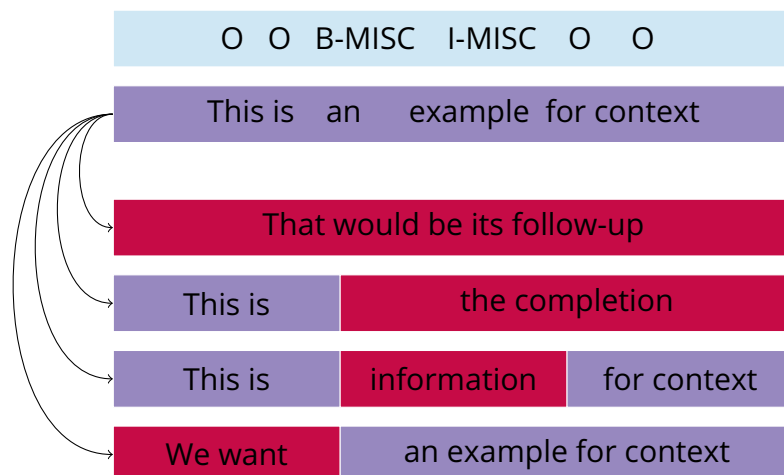 O O B-MISC I-MISC O O
This is an example for context
That would be its follow-up
This is the completion
This is information for context
We want an example for context